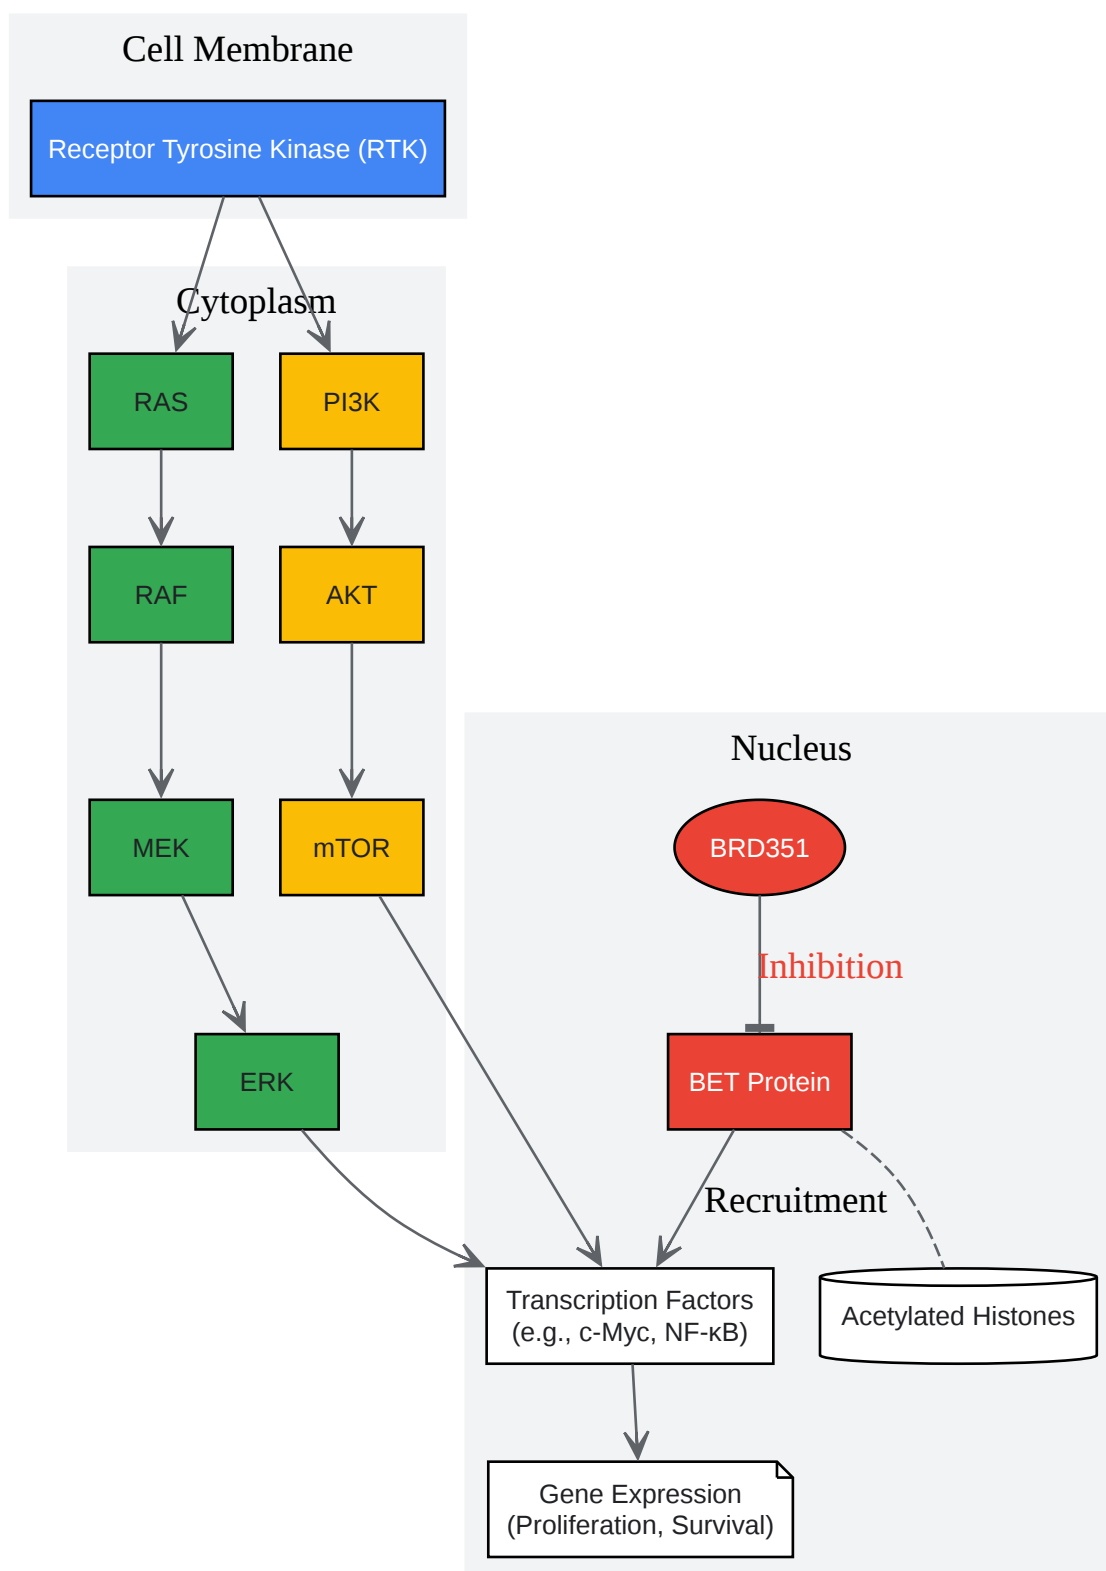 Cell Membrane
Receptor Tyrosine Kinase (RTK)
Cytoplasm
RAS
PI3K
RAF
AKT
Nucleus
MEK
mTOR
BRD351
Inhibition
ERK
BET Protein
Recruitment
Transcription Factors
(e.g., c-Myc, NF-κB)
Acetylated Histones
Gene Expression
(Proliferation, Survival)